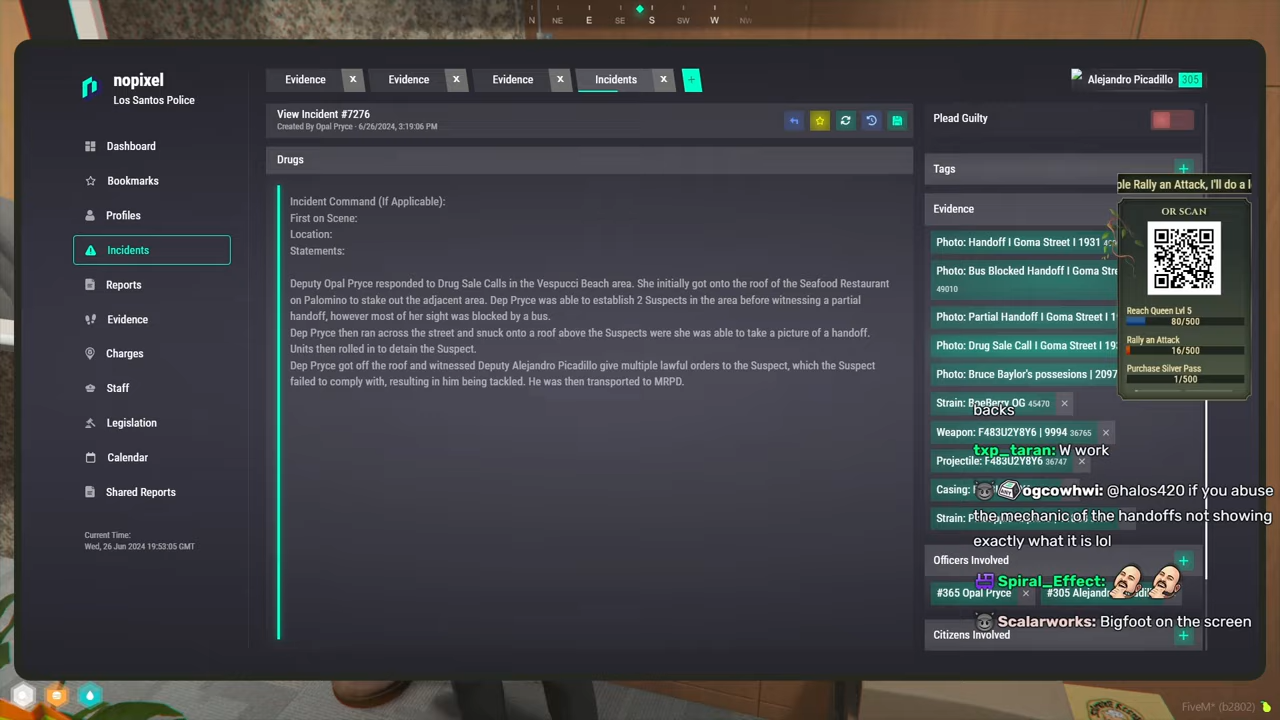 N NE E SE S SW W NW
nopixel
Los Santos Police
Dashboard
Bookmarks
Profiles
Incidents
Reports
Evidence
Charges
Staff
Legislation
Calendar
Shared Reports
Current Time:
Wed, 26 Jun 2024 19:53:05 GMT
Evidence x Evidence x Evidence x Incidents x +
Alejandro Picadillo 305
View Incident #7276
Created By Opal Pryce · 6/26/2024, 3:19:06 PM
Drugs
Incident Command (If Applicable):
First on Scene:
Location:
Statements:
Deputy Opal Pryce responded to Drug Sale Calls in the Vespucci Beach area. She initially got onto the roof of the Seafood Restaurant
on Palomino to stake out the adjacent area. Dep Pryce was able to establish 2 Suspects in the area before witnessing a partial
handoff, however most of her sight was blocked by a bus.
Dep Pryce then ran across the street and snuck onto a roof above the Suspects were she was able to take a picture of a handoff.
Units then rolled in to detain the Suspect.
Dep Pryce got off the roof and witnessed Deputy Alejandro Picadillo give multiple lawful orders to the Suspect, which the Suspect
failed to comply with, resulting in him being tackled. He was then transported to MRPD.
Plead Guilty
Tags
Evidence
Photo: Handoff I Goma Street I 1931
Photo: Bus Blocked Handoff I Goma Stre
49010
Photo: Partial Handoff I Goma Street I 1
Photo: Drug Sale Call I Goma Street I 193
Photo: Bruce Baylor's possesions | 2097
Strain: BoeBerry OG 45470 x
Weapon: F483U2Y8Y6 | 9994 36765 x
Projectile: F483U2Y8Y6 36747 x
Casing:
Strain:
Officers Involved
#365 Opal Pryce x #305 Alejandro
Citizens Involved
ple Rally an Attack, I'll do a
OR SCAN
Reach Queen Lvl 5
80/500
Rally an Attack
16/500
Purchase Silver Pass
1/500
backs
txp_taran: W work
ogcowhwi: @halos420 if you abuse
the mechanic of the handoffs not showing
exactly what it is lol
Spiral_Effect:
Scalarworks: Bigfoot on the screen
FiveM* (b2802)